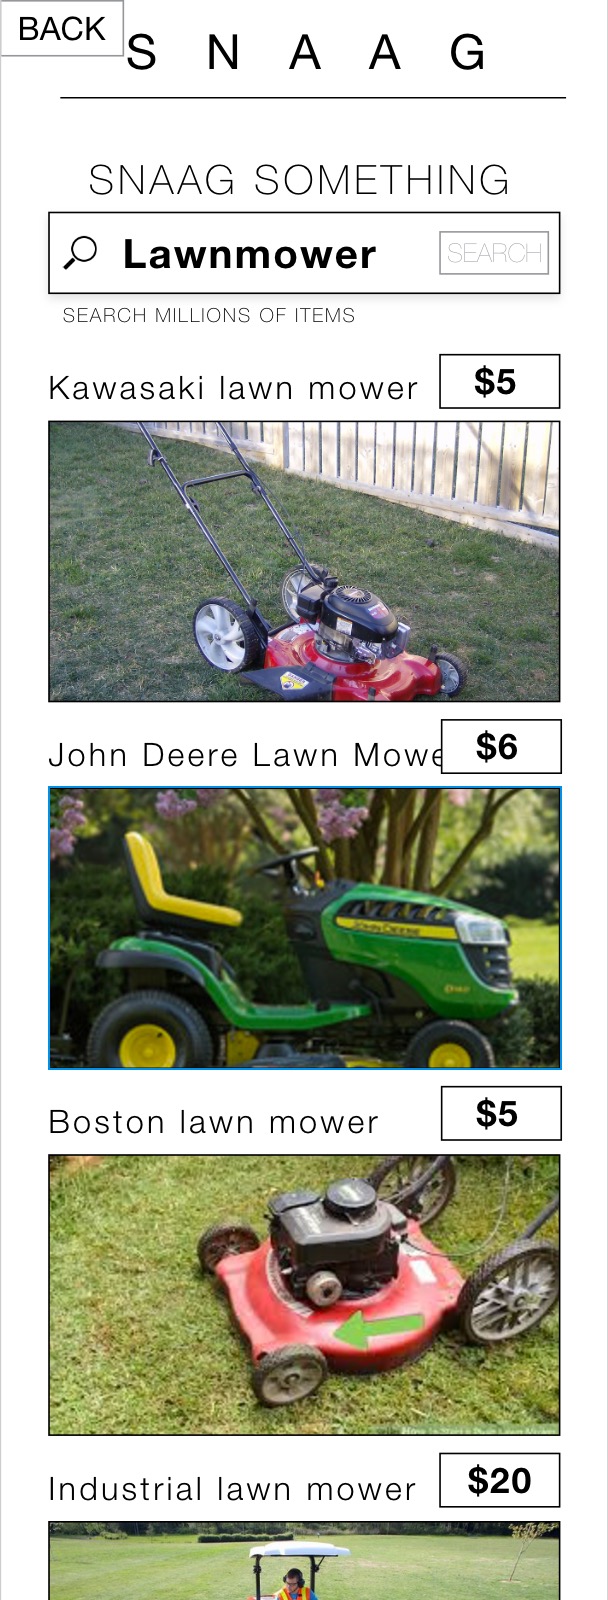 BACK
S N A A G
SNAAG SOMETHING
Lawnmower
SEARCH
SEARCH MILLIONS OF ITEMS
Kawasaki lawn mower
$5
John Deere Lawn Mowe
$6
JOHN DEERE
Boston lawn mower
$5
Industrial lawn mower
$20